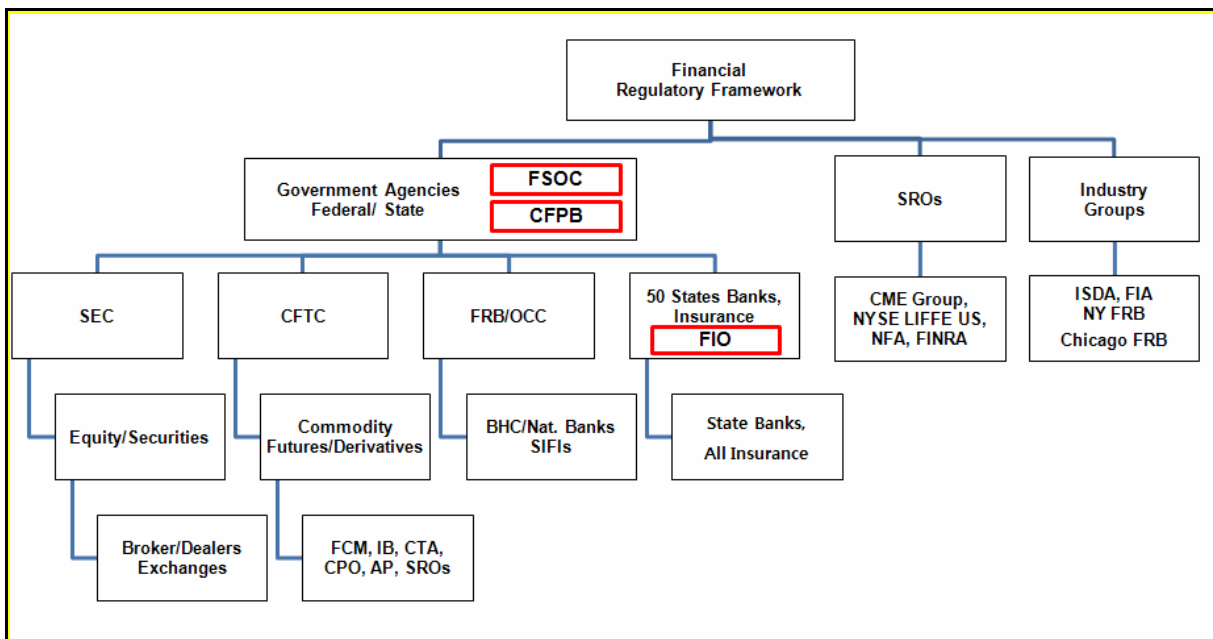 Financial
Regulatory Framework
Government Agencies
Federal/ State
FSOC
CFPB
SROs
Industry
Groups
SEC
CFTC
FRB/OCC
50 States Banks,
Insurance
FIO
CME Group,
NYSE LIFFE US,
NFA, FINRA
ISDA, FIA
NY FRB
Chicago FRB
Equity/Securities
Commodity
Futures/Derivatives
BHC/Nat. Banks
SIFIs
State Banks,
All Insurance
Broker/Dealers
Exchanges
FCM, IB, CTA,
CPO, AP, SROs